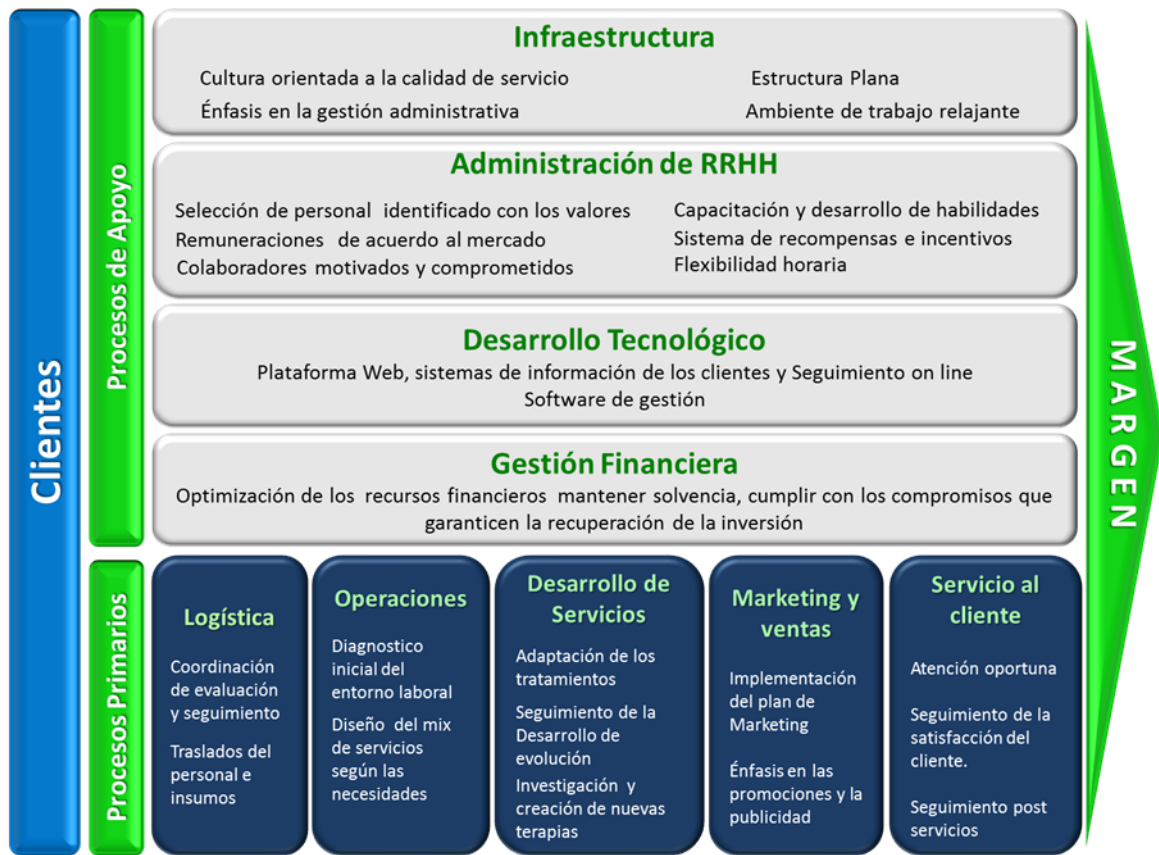 Clientes
Procesos de Apoyo
Infraestructura
Cultura orientada a la calidad de servicio
Estructura Plana
Énfasis en la gestión administrativa
Ambiente de trabajo relajante
Administración de RRHH
Selección de personal identificado con los valores
Remuneraciones de acuerdo al mercado
Colaboradores motivados y comprometidos
Capacitación y desarrollo de habilidades
Sistema de recompensas e incentivos
Flexibilidad horaria
Desarrollo Tecnológico
Plataforma Web, sistemas de información de los clientes y Seguimiento on line
Software de gestión
Gestión Financiera
Optimización de los recursos financieros mantener solvencia, cumplir con los compromisos que
garanticen la recuperación de la inversión
Procesos Primarios
Logística
Coordinación
de evaluación
y seguimiento
Traslados del
personal e
insumos
Operaciones
Diagnostico
inicial del
entorno laboral
Diseño del mix
de servicios
según las
necesidades
Desarrollo de
Servicios
Adaptación de los
tratamientos
Seguimiento de la
Desarrollo de
evolución
Investigación y
creación de nuevas
terapias
Marketing y
ventas
Implementación
del plan de
Marketing
Énfasis en las
promociones y la
publicidad
Servicio al
cliente
Atención oportuna
Seguimiento de la
satisfacción del
cliente.
Seguimiento post
servicios
MARGEN